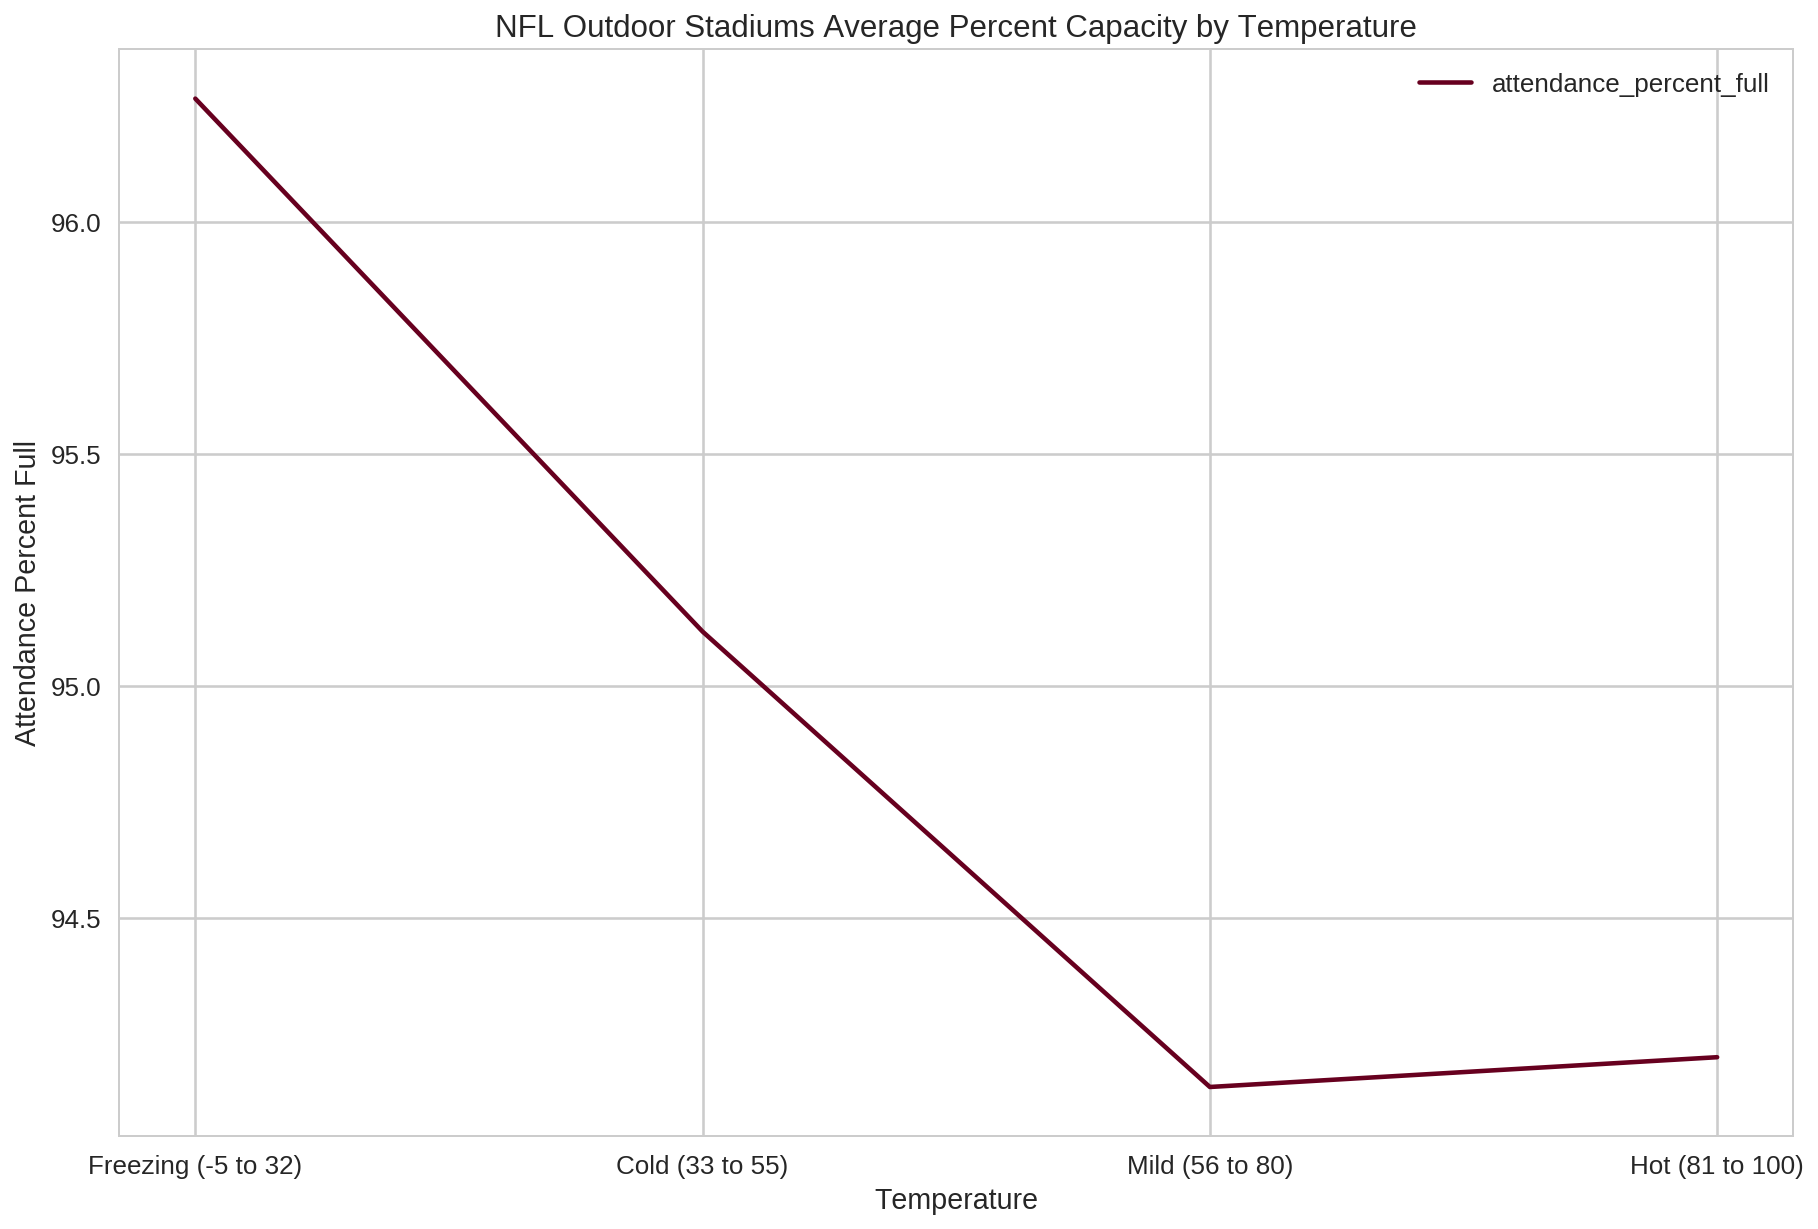 NFL Outdoor Stadiums Average Percent Capacity by Temperature
attendance_percent_full
Attendance Percent Full
96.0
95.5
95.0
94.5
Freezing (-5 to 32)
Cold (33 to 55)
Mild (56 to 80)
Hot (81 to 100)
Temperature